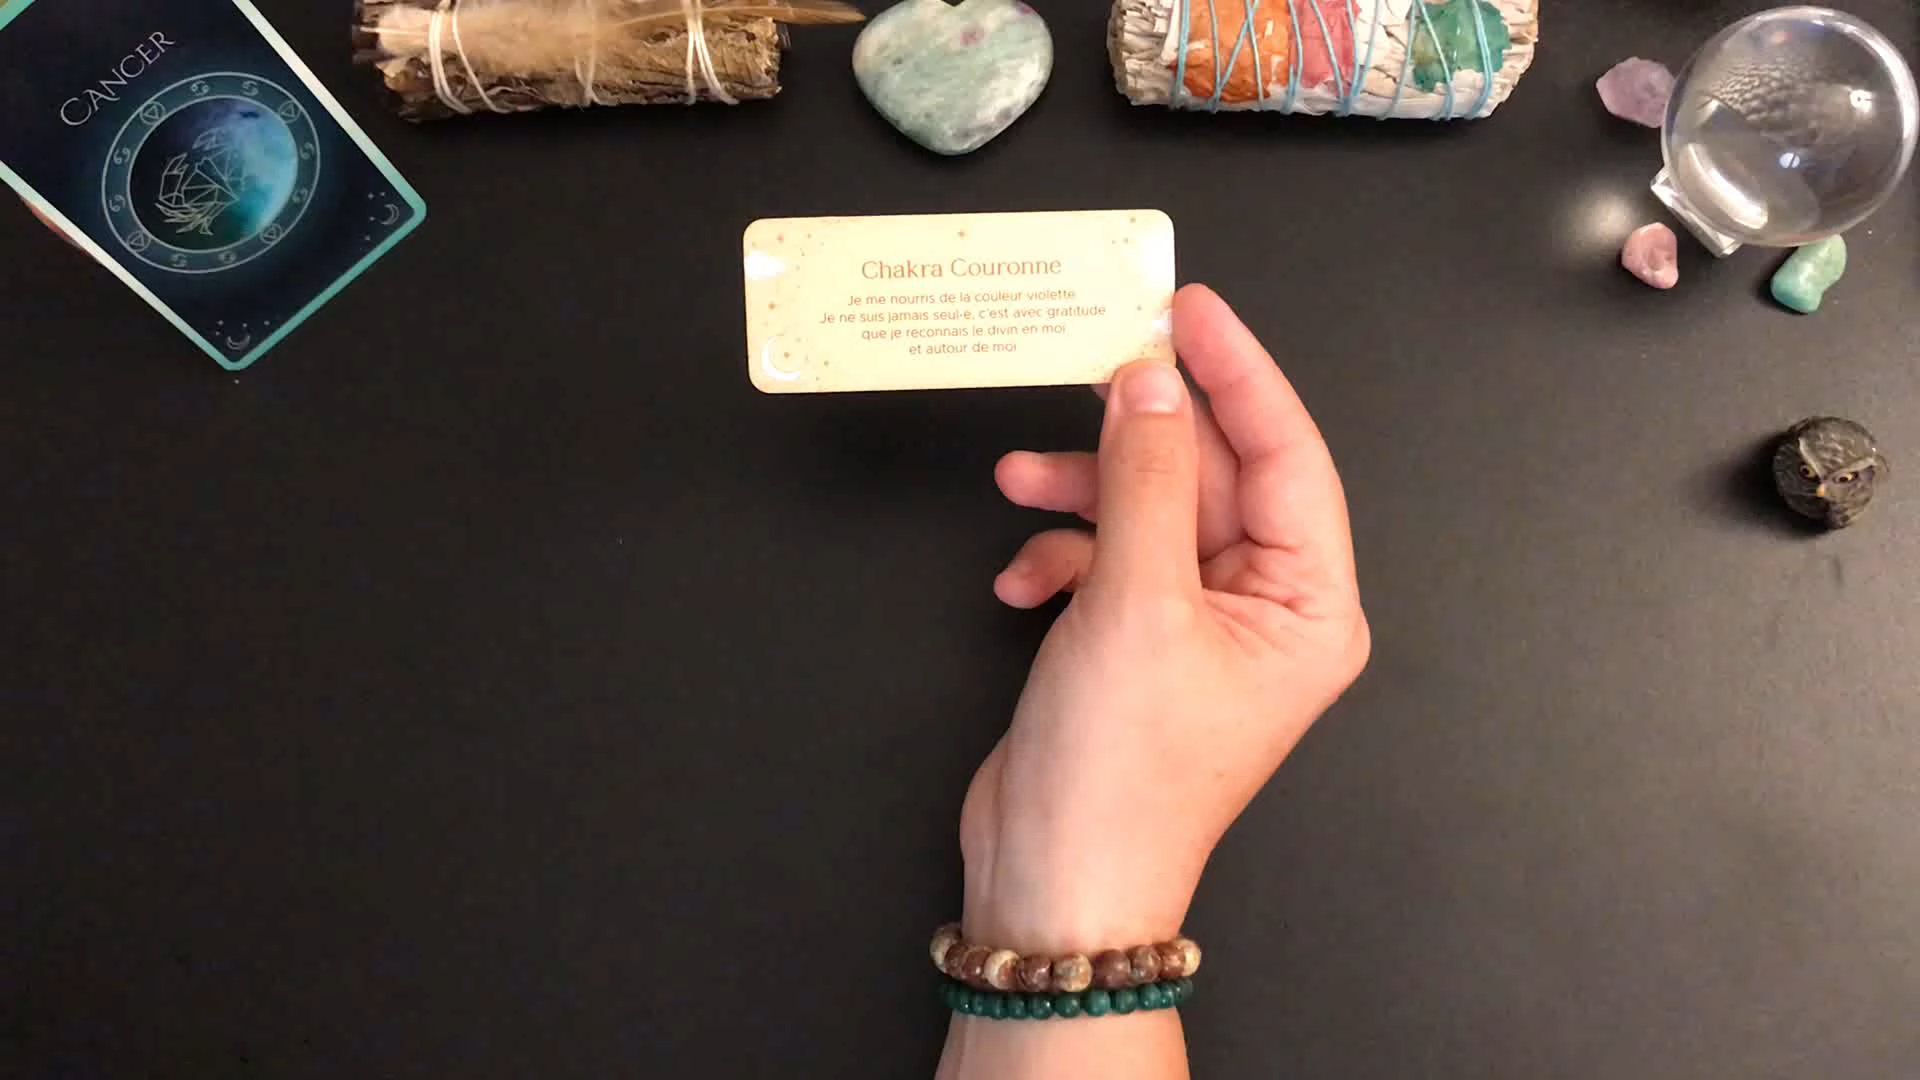 CANCER
Chakra Couronne
Je me nourris de la couleur violette
Je ne suis jamais seul·e, c'est avec gratitude
que je reconnais le divin en moi
et autour de moi